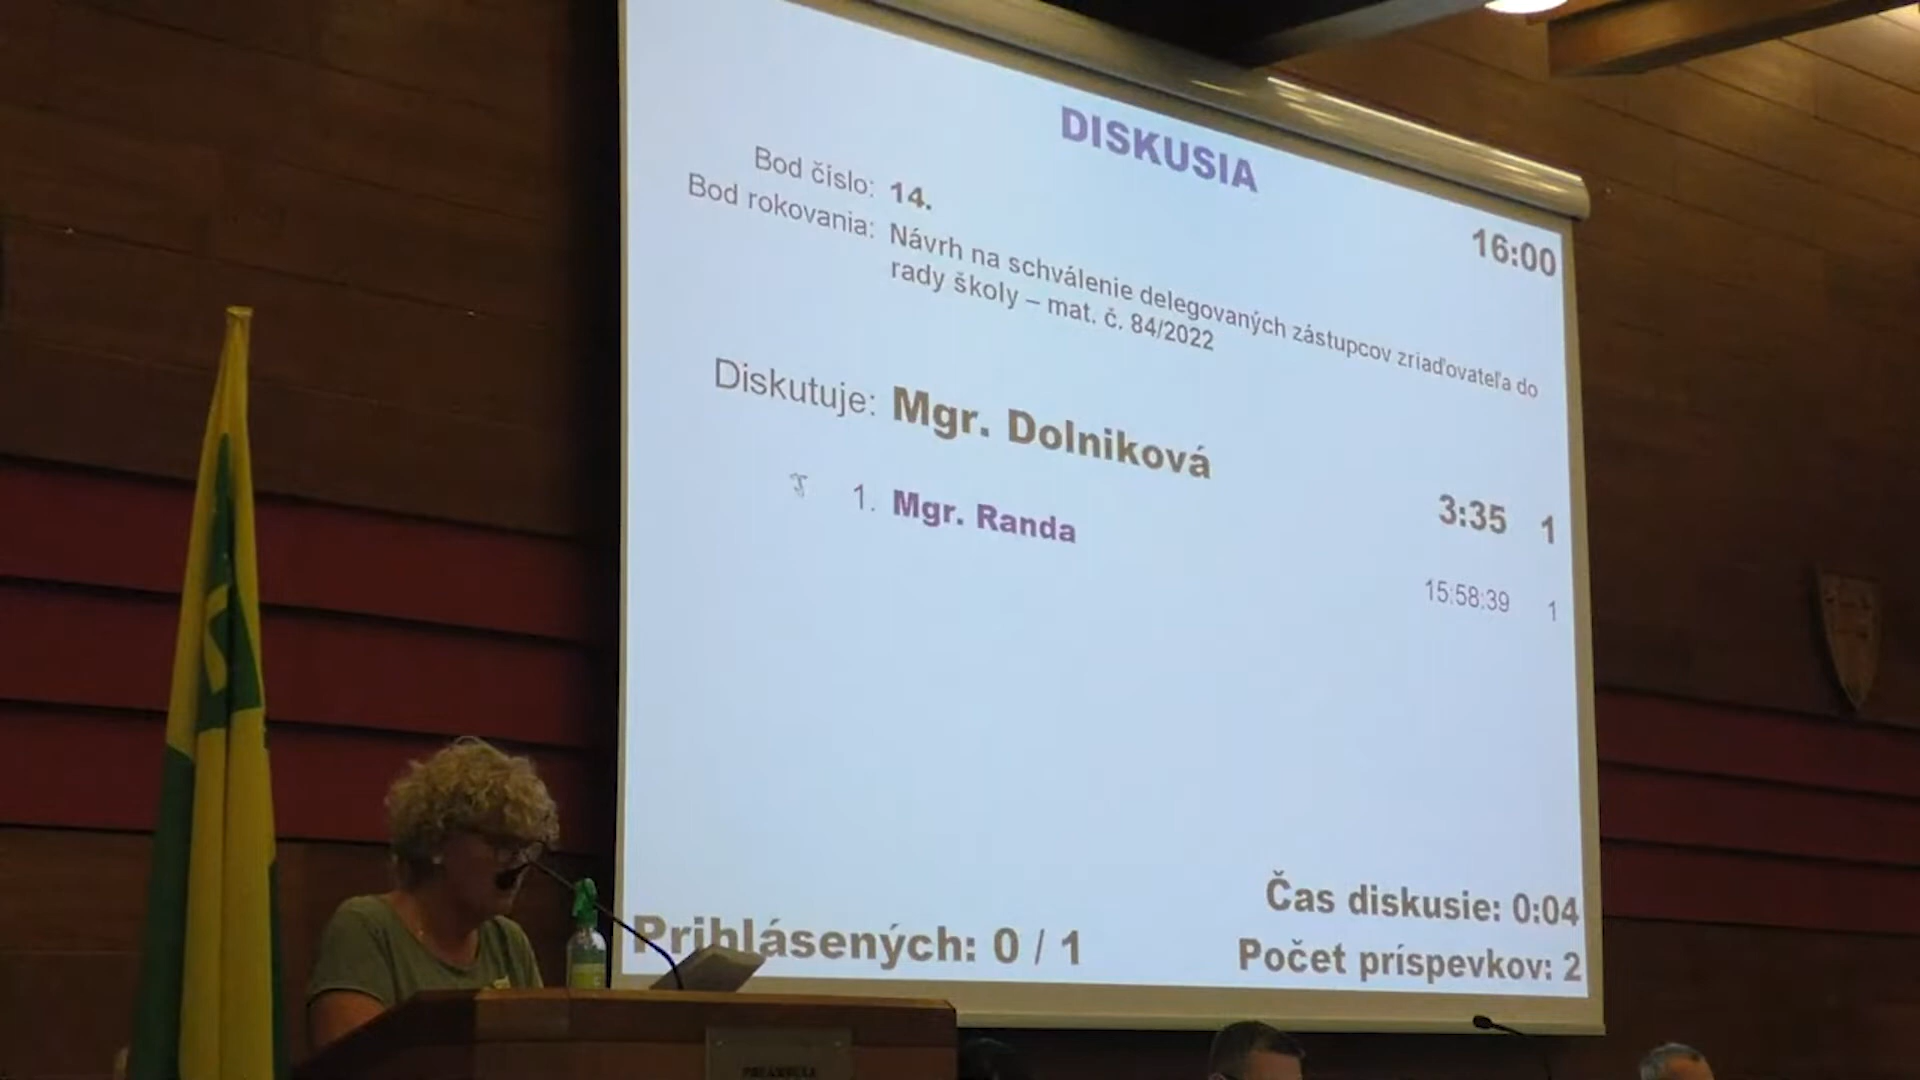 DISKUSIA
16:00
Bod číslo: 14.
Bod rokovania: Návrh na schválenie delegovaných zástupcov zriaďovateľa do
rady školy – mat. č. 84/2022
Diskutuje: Mgr. Dolniková 3:35 1
1. Mgr. Randa 15:58:39 1
Čas diskusie: 0:04
Prihlásených: 0 / 1
Počet príspevkov: 2